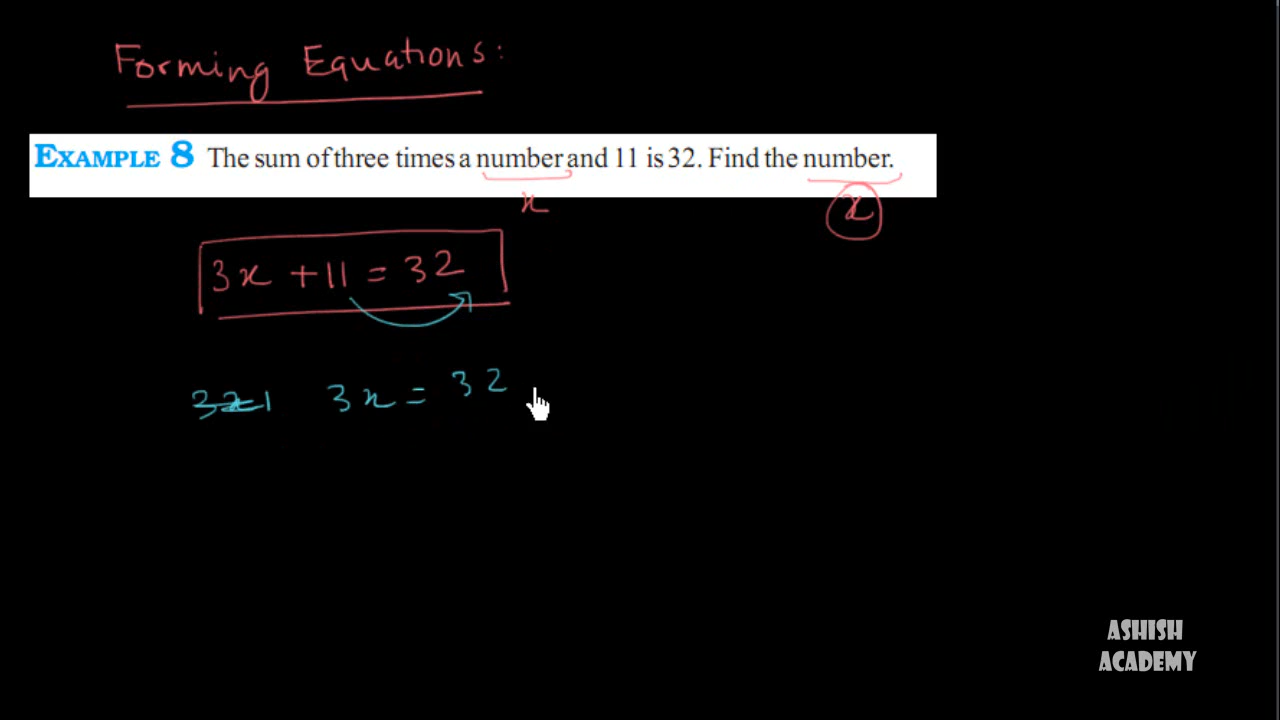 Forming Equations:
EXAMPLE 8 The sum of three times a number and 11 is 32. Find the number.
x
x
3x + 11 = 32
3x = 32
ASHISH
ACADEMY